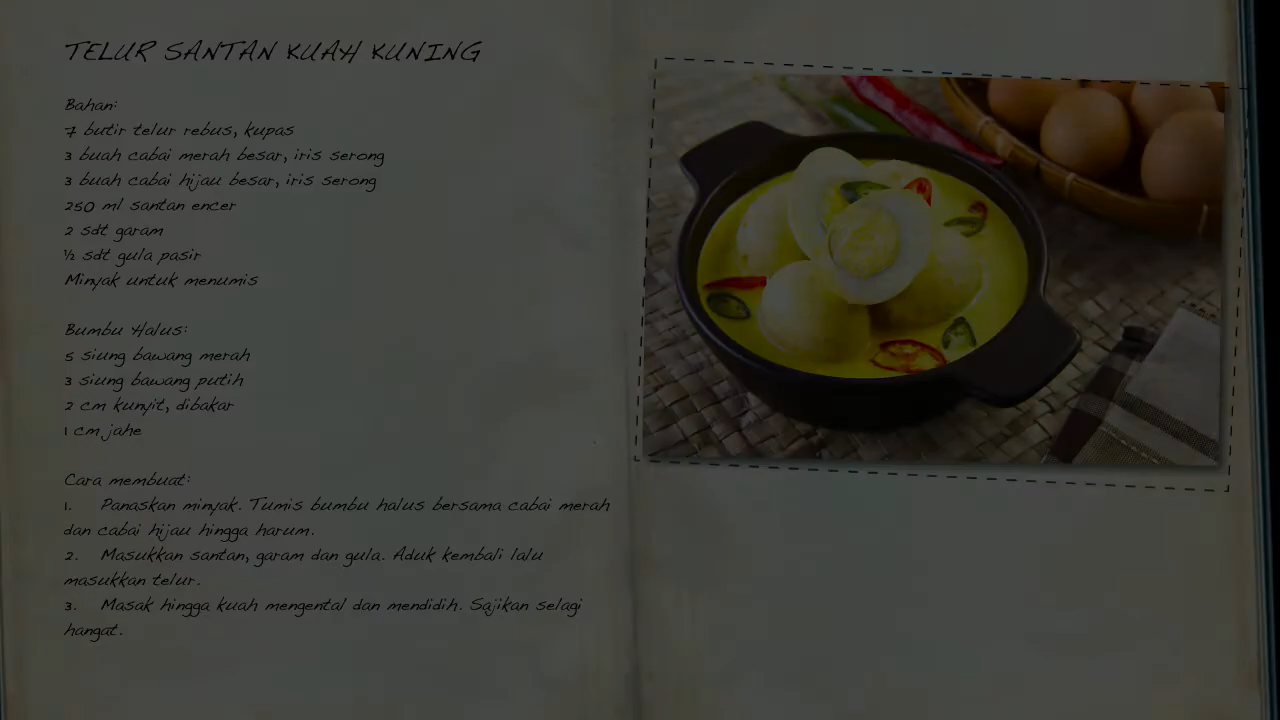 TELUR SANTAN KUAH KUNING
Bahan:
7 butir telur rebus, kupas
3 buah cabai merah besar, iris serong
3 buah cabai hijau besar, iris serong
250 ml santan encer
2 sdt garam
½ sdt gula pasir
Minyak untuk menumis
Bumbu Halus:
5 siung bawang merah
3 siung bawang putih
2 cm kunyit, dibakar
1 cm jahe
Cara membuat:
1. Panaskan minyak. Tumis bumbu halus bersama cabai merah
dan cabai hijau hingga harum.
2. Masukkan santan, garam dan gula. Aduk kembali lalu
masukkan telur.
3. Masak hingga kuah mengental dan mendidih. Sajikan selagi
hangat.